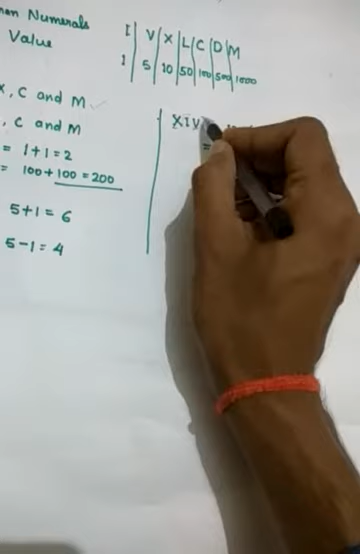 men Numerals
Value
I V X L C D M
1 5 10 50 100 500 1000
X, C and M
, C and M
= 1+1=2
= 100+100=200
5+1=6
5-1=4
XIV
=